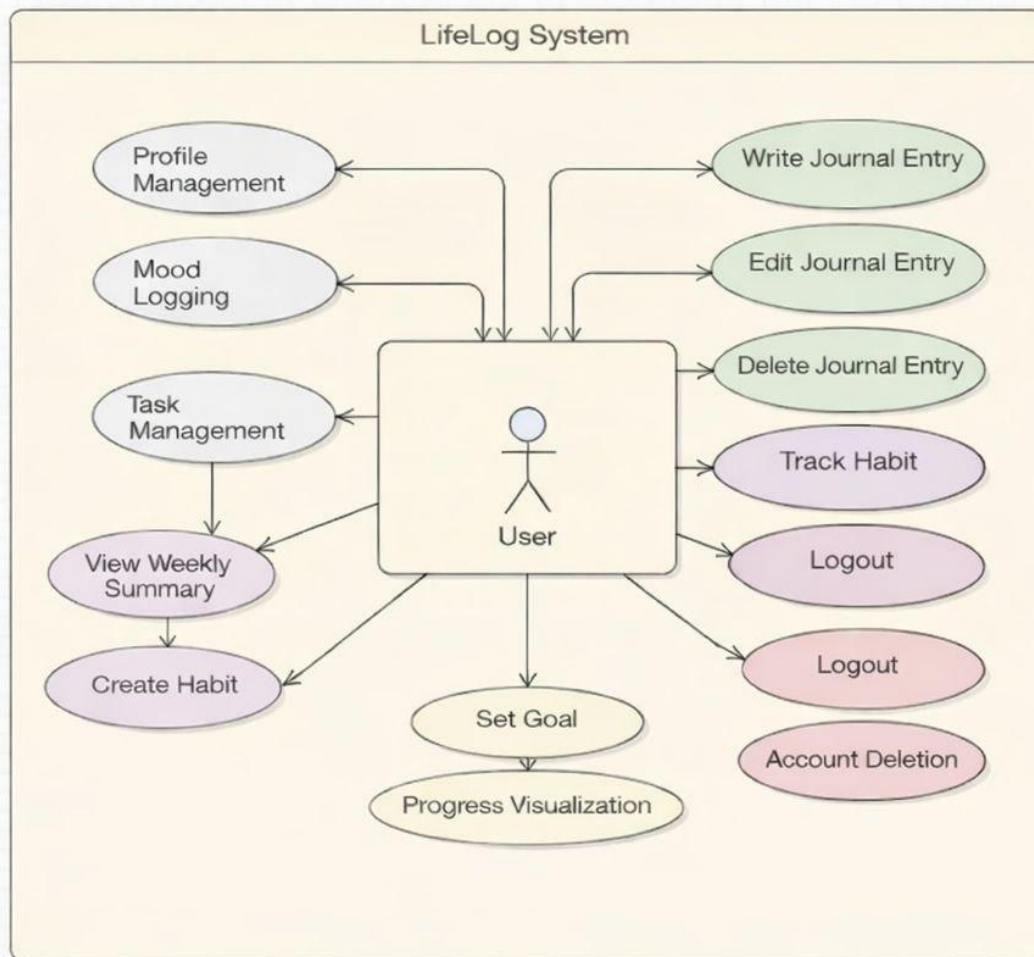 LifeLog System
Profile
Management
Mood
Logging
Task
Management
View Weekly
Summary
Create Habit
User
Set Goal
Progress Visualization
Write Journal Entry
Edit Journal Entry
Delete Journal Entry
Track Habit
Logout
Logout
Account Deletion